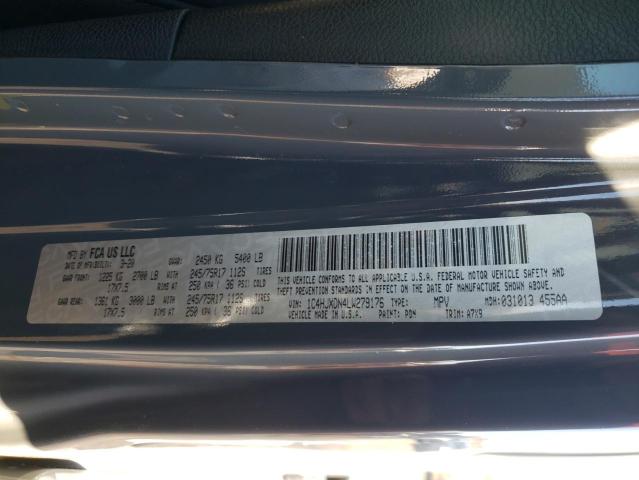 MFD BY: FCA US LLC
DATE OF MFR: 3-20 GVWR: 2450 KG 5400 LB
GAWR FRONT: 1225 KG 2700 LB WITH 245/75R17 112S TIRES
17X7.5 RIMS AT 250 KPA ( 36 PSI) COLD
GAWR REAR: 1361 KG 3000 LB WITH 245/75R17 112S TIRES
17X7.5 RIMS AT 250 KPA ( 36 PSI) COLD
THIS VEHICLE CONFORMS TO ALL APPLICABLE U.S.A. FEDERAL MOTOR VEHICLE SAFETY,
BUMPER AND THEFT PREVENTION STANDARDS IN EFFECT ON THE DATE OF MANUFACTURE SHOWN ABOVE.
VIN: 1C4HJXDN4LW279176 MPV MDH: 031013 455AA
VEHICLE MADE IN U.S.A. PAINT: PDN TRIM: A7X9